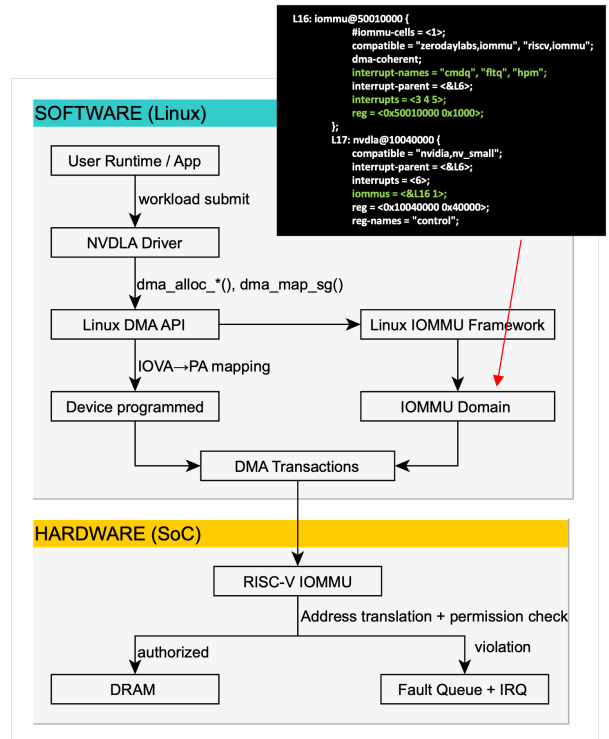 L16: iommu@50010000 {
#iommu-cells = <1>;
compatible = "zerodaylabs,iommu", "riscv,iommu";
dma-coherent;
interrupt-names = "cmdq", "fltq", "hpm";
interrupt-parent = <&L6>;
interrupts = <3 4 5>;
reg = <0x50010000 0x1000>;
};
L17: nvdla@10040000 {
compatible = "nvidia,nv_small";
interrupt-parent = <&L6>;
interrupts = <6>;
iommus = <&L16 1>;
reg = <0x10040000 0x40000>;
reg-names = "control";
SOFTWARE (Linux)
User Runtime / App
workload submit
NVDLA Driver
dma_alloc_*(), dma_map_sg()
Linux DMA API
Linux IOMMU Framework
IOVA→PA mapping
Device programmed
IOMMU Domain
DMA Transactions
HARDWARE (SoC)
RISC-V IOMMU
Address translation + permission check
authorized
violation
DRAM
Fault Queue + IRQ